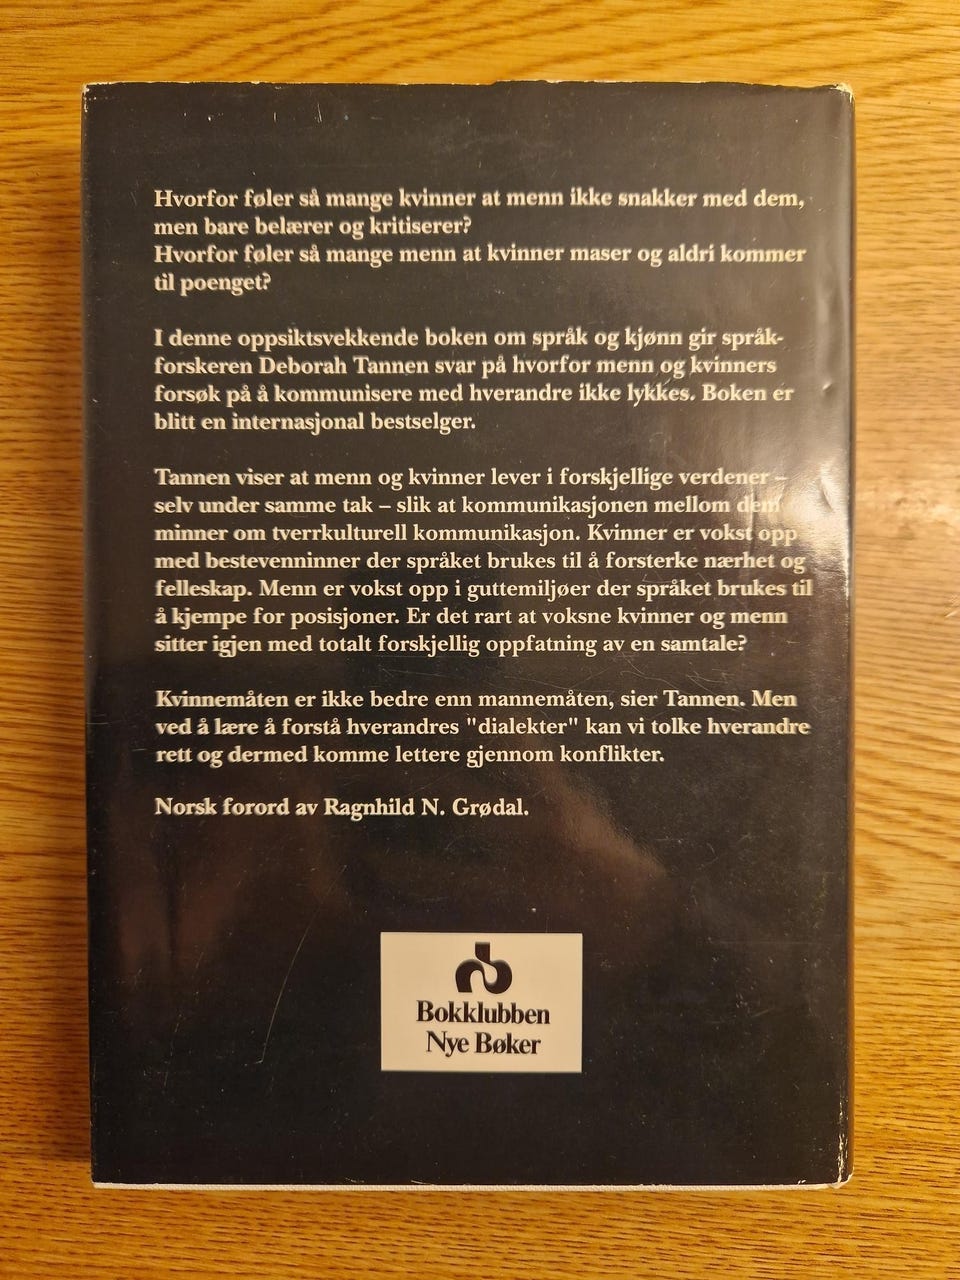 Hvorfor føler så mange kvinner at menn ikke snakker med dem,
men bare belærer og kritiserer?
Hvorfor føler så mange menn at kvinner maser og aldri kommer
til poenget?
I denne oppsiktsvekkende boken om språk og kjønn gir språk-
forskeren Deborah Tannen svar på hvorfor menn og kvinners
forsøk på å kommunisere med hverandre ikke lykkes. Boken er
blitt en internasjonal bestselger.
Tannen viser at menn og kvinner lever i forskjellige verdener –
selv under samme tak – slik at kommunikasjonen mellom dem
minner om tverrkulturell kommunikasjon. Kvinner er vokst opp
med bestevenninner der språket brukes til å forsterke nærhet og
felleskap. Menn er vokst opp i guttemiljøer der språket brukes til
å kjempe for posisjoner. Er det rart at voksne kvinner og menn
sitter igjen med totalt forskjellig oppfatning av en samtale?
Kvinnemåten er ikke bedre enn mannemåten, sier Tannen. Men
ved å lære å forstå hverandres "dialekter" kan vi tolke hverandre
rett og dermed komme lettere gjennom konflikter.
Norsk forord av Ragnhild N. Grødal.
Bokklubben
Nye Bøker